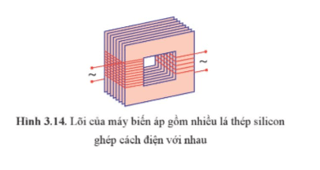 ~
~
Hình 3.14. Lõi của máy biến áp gồm nhiều lá thép silicon
ghép cách điện với nhau